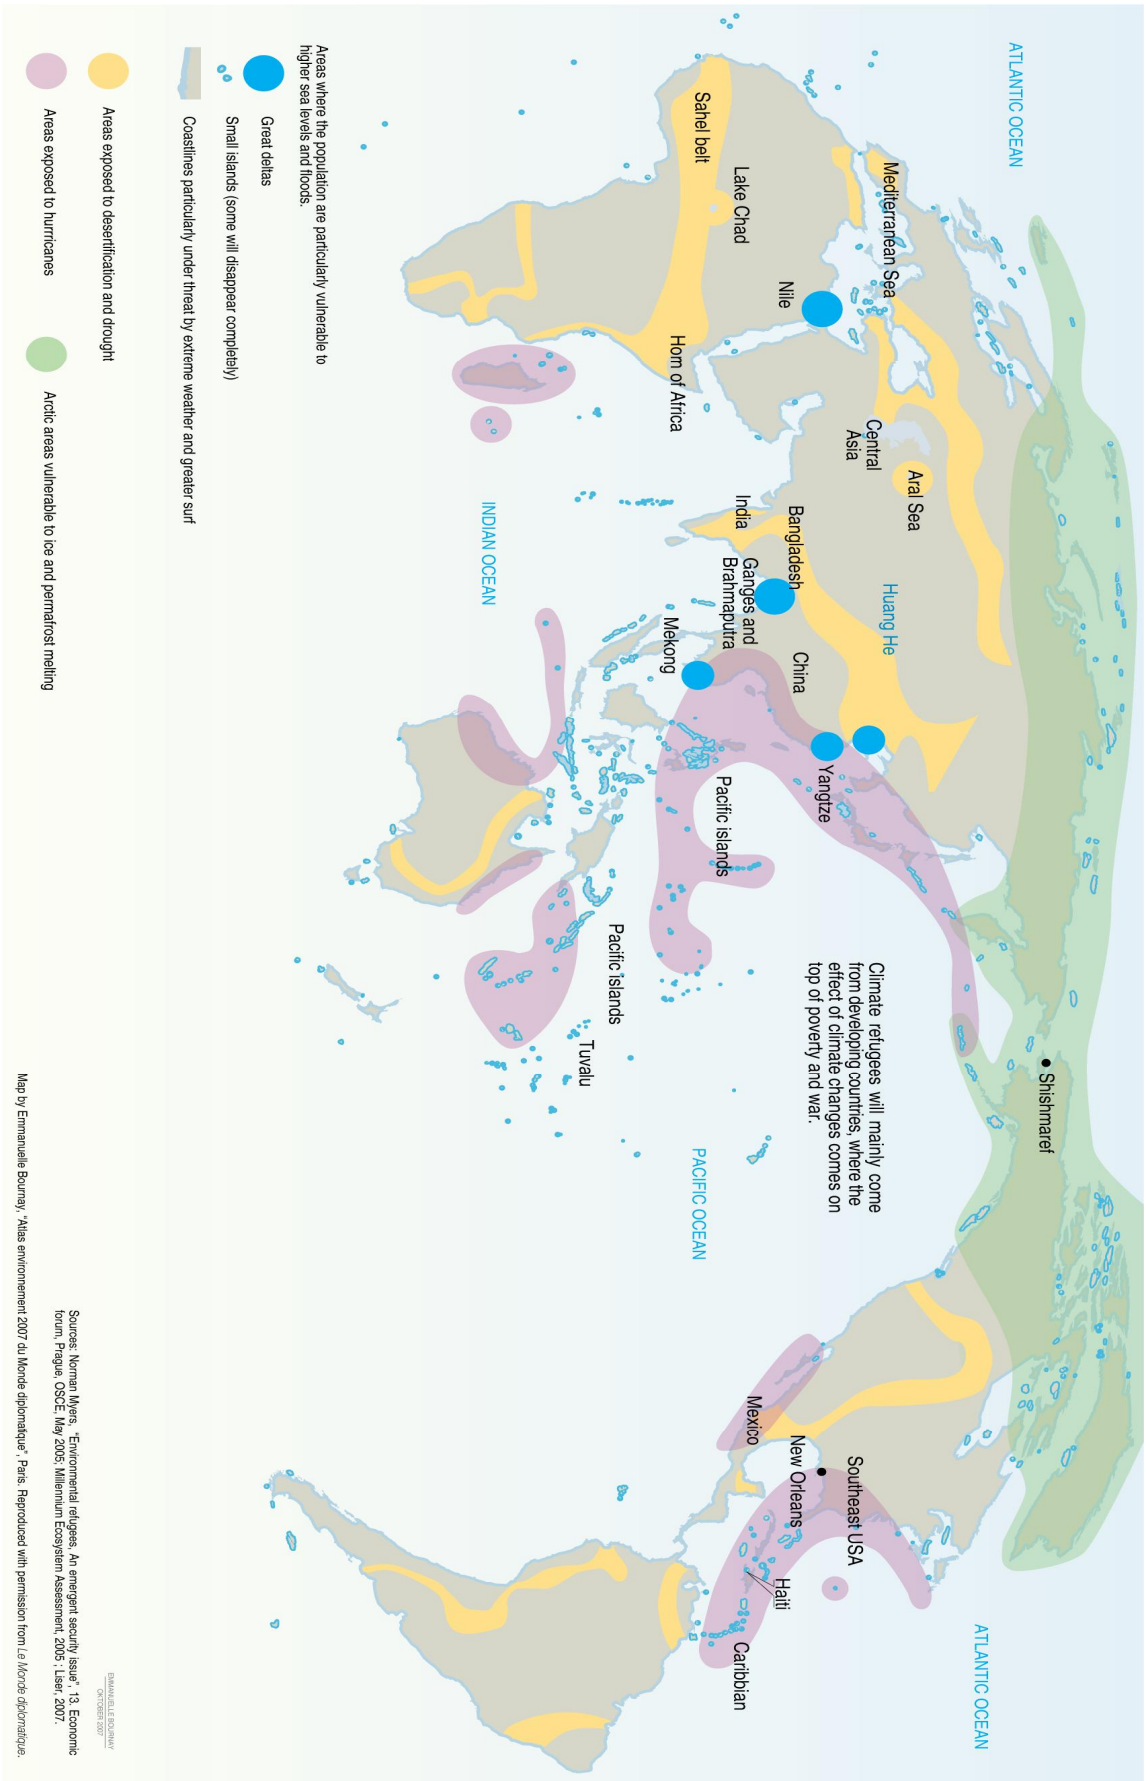 ATLANTIC OCEAN
Mediterranean Sea
Sahel belt
Lake Chad
Nile
Horn of Africa
Central
Asia
Aral Sea
INDIAN OCEAN
India
Bangladesh
Ganges and
Brahmaputra
Huang He
Mekong
China
Yangtze
Pacific islands
Pacific islands
Tuvalu
Climate refugees will mainly come
from developing countries, where the
effect of climate changes comes on
top of poverty and war.
Shishmaref
PACIFIC OCEAN
Mexico
New Orleans
Southeast USA
Haiti
Caribbian
ATLANTIC OCEAN
Areas where the population are particularly vulnerable to
higher sea levels and floods.
Great deltas
Small islands (some will disappear completely)
Coastlines particularly under threat by extreme weather and greater surf
Areas exposed to desertification and drought
Areas exposed to hurrricanes
Arctic areas vulnerable to ice and permafrost melting
EMMANUELLE BOURNAY
OKTOBER 2007
Sources: Norman Myers, "Environmental refugees, An emergent security issue", 13. Economic
forum, Prague, OSCE, May 2005; Millennium Ecosystem Assessment, 2005 ; Liser, 2007.
Map by Emmanuelle Bournay, "Atlas environnement 2007 du Monde diplomatique", Paris. Reproduced with permission from Le Monde diplomatique.